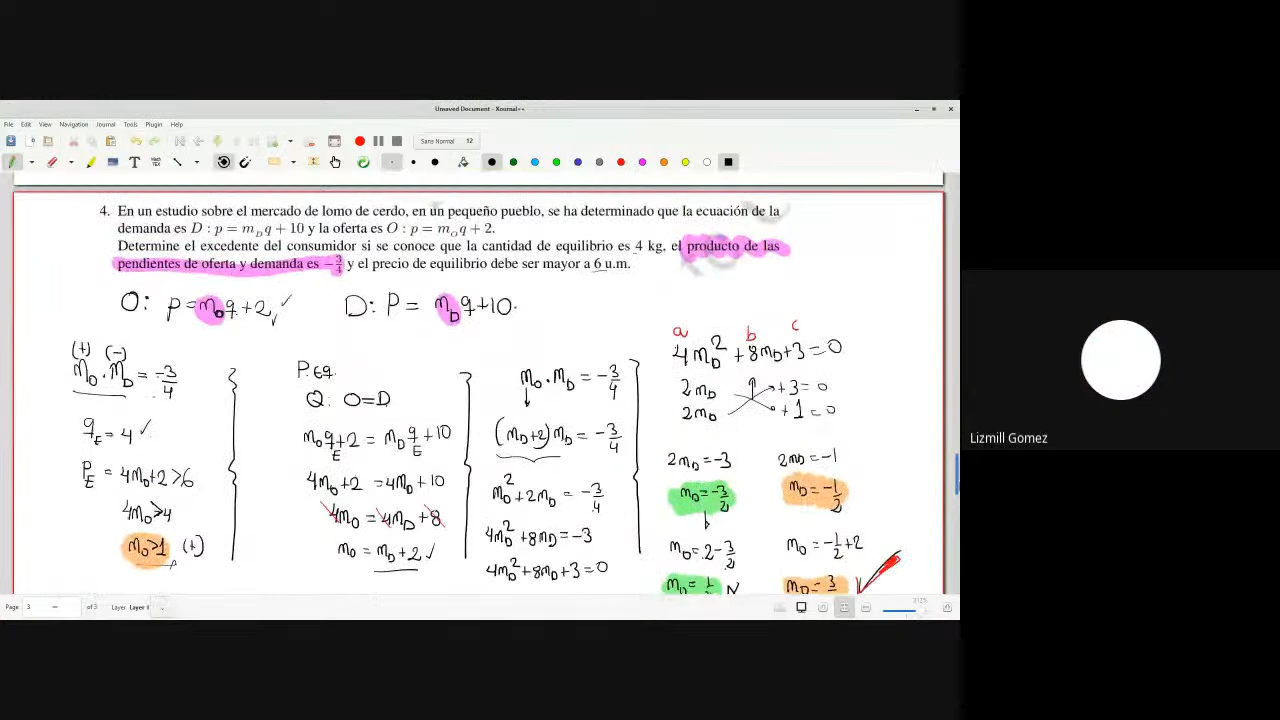 Unsaved Document - Xournal++
File Edit View Navigation Journal Tools Plugin Help
Sans Normal 12
4. En un estudio sobre el mercado de lomo de cerdo, en un pequeño pueblo, se ha determinado que la ecuación de la
demanda es D : p = m_D q + 10 y la oferta es O : p = m_O q + 2.
Determine el excedente del consumidor si se conoce que la cantidad de equilibrio es 4 kg, el producto de las
pendientes de oferta y demanda es −3/4 y el precio de equilibrio debe ser mayor a 6 u.m.
O: P = m_O q + 2 ✓
D: P = m_D q + 10
(+) (−)
m_O . m_D = −3/4
q_E = 4 ✓
P_E = 4m_O + 2 > 6
4m_O > 4
m_O > 1 (+)
P. Eq.
Q: O = D
m_O q_E + 2 = m_D q_E + 10
4m_O + 2 = 4m_D + 10
4m_O = 4m_D + 8
m_O = m_D + 2 ✓
m_O . m_D = −3/4
(m_D + 2) m_D = −3/4
m_D² + 2m_D = −3/4
4m_D² + 8m_D = −3
4m_D² + 8m_D + 3 = 0
a b c
4m_D² + 8m_D + 3 = 0
2m_D +3 = 0
2m_D +1 = 0
2m_D = −3
m_D = −3/2
m_O = 2 − 3/2
2m_D = −1
m_D = −1/2
m_O = −1/2 + 2
Lizmill Gomez
Page 3 of 3 Layer
312%